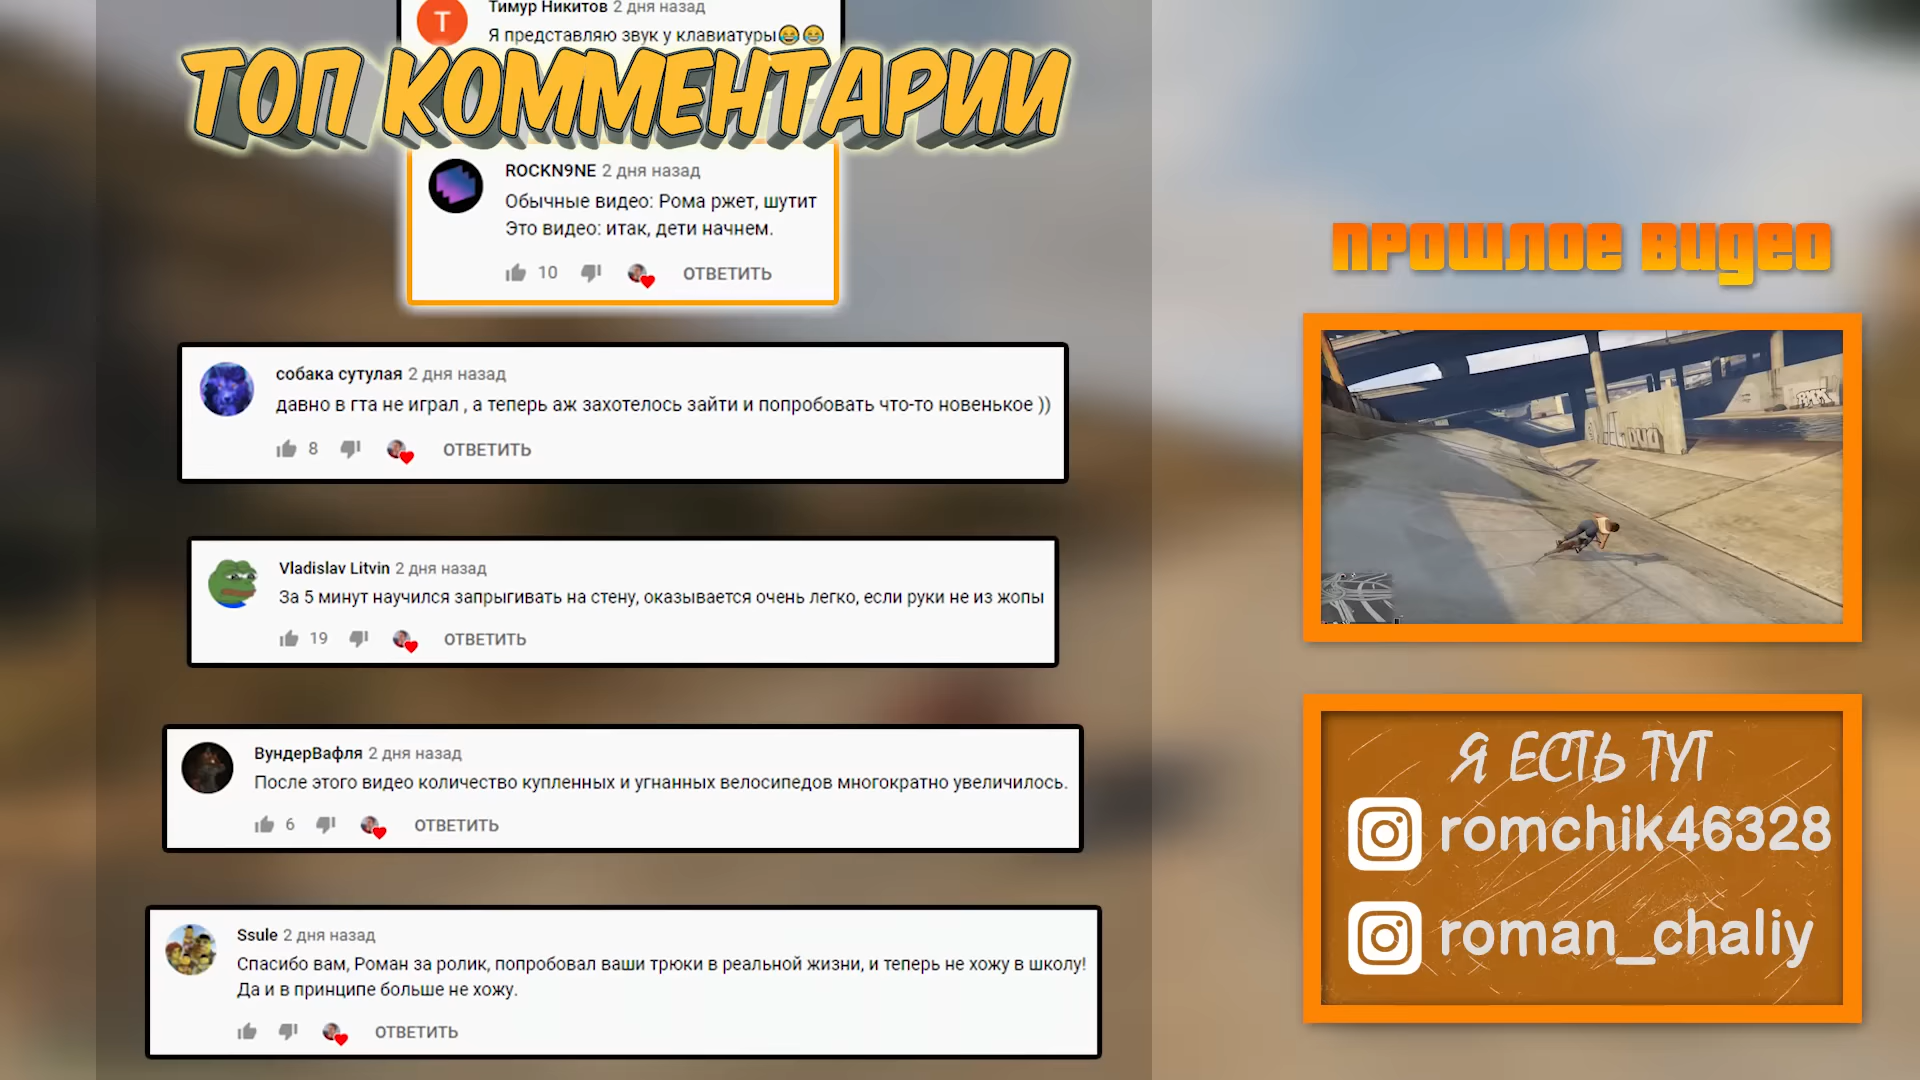 Тимур Никитов 2 дня назад
Я представляю звук у клавиатуры😂😂
ТОП КОММЕНТАРИИ
ROCKN9NE 2 дня назад
Обычные видео: Рома ржет, шутит
Это видео: итак, дети начнем.
10 ОТВЕТИТЬ
собака сутулая 2 дня назад
давно в гта не играл , а теперь аж захотелось зайти и попробовать что-то новенькое ))
8 ОТВЕТИТЬ
Vladislav Litvin 2 дня назад
За 5 минут научился запрыгивать на стену, оказывается очень легко, если руки не из жопы
19 ОТВЕТИТЬ
ВундерВафля 2 дня назад
После этого видео количество купленных и угнанных велосипедов многократно увеличилось.
6 ОТВЕТИТЬ
Ssule 2 дня назад
Спасибо вам, Роман за ролик, попробовал ваши трюки в реальной жизни, и теперь не хожу в школу!
Да и в принципе больше не хожу.
ОТВЕТИТЬ
ПРОШЛОЕ ВИДЕО
Я ЕСТЬ ТУТ
romchik46328
roman_chaliy